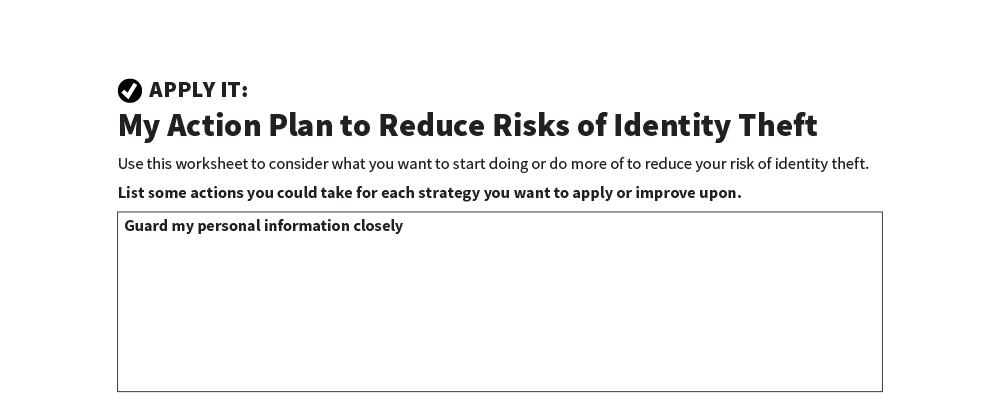 APPLY IT:
My Action Plan to Reduce Risks of Identity Theft
Use this worksheet to consider what you want to start doing or do more of to reduce your risk of identity theft.
List some actions you could take for each strategy you want to apply or improve upon.
Guard my personal information closely